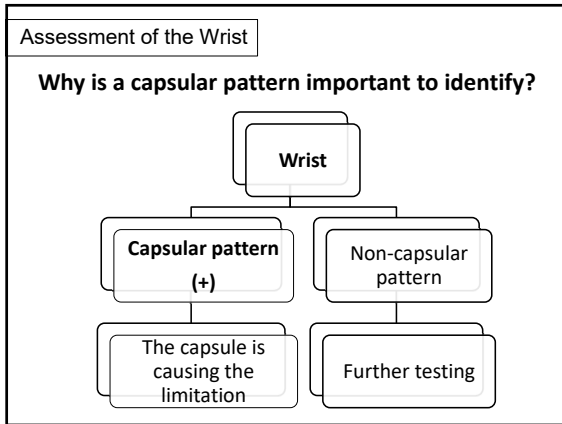 Assessment of the Wrist
Why is a capsular pattern important to identify?
Wrist
Capsular pattern
(+)
Non-capsular
pattern
The capsule is
causing the
limitation
Further testing